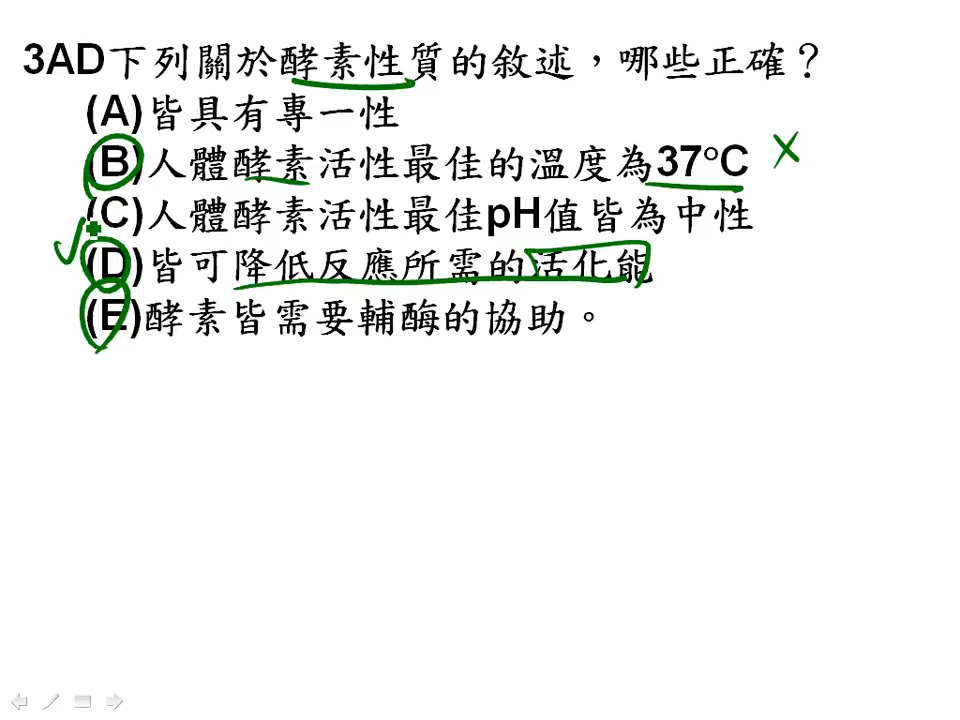 3AD下列關於酵素性質的敘述，哪些正確？
(A)皆具有專一性
(B)人體酵素活性最佳的溫度為37°C
(C)人體酵素活性最佳pH值皆為中性
(D)皆可降低反應所需的活化能
(E)酵素皆需要輔酶的協助。